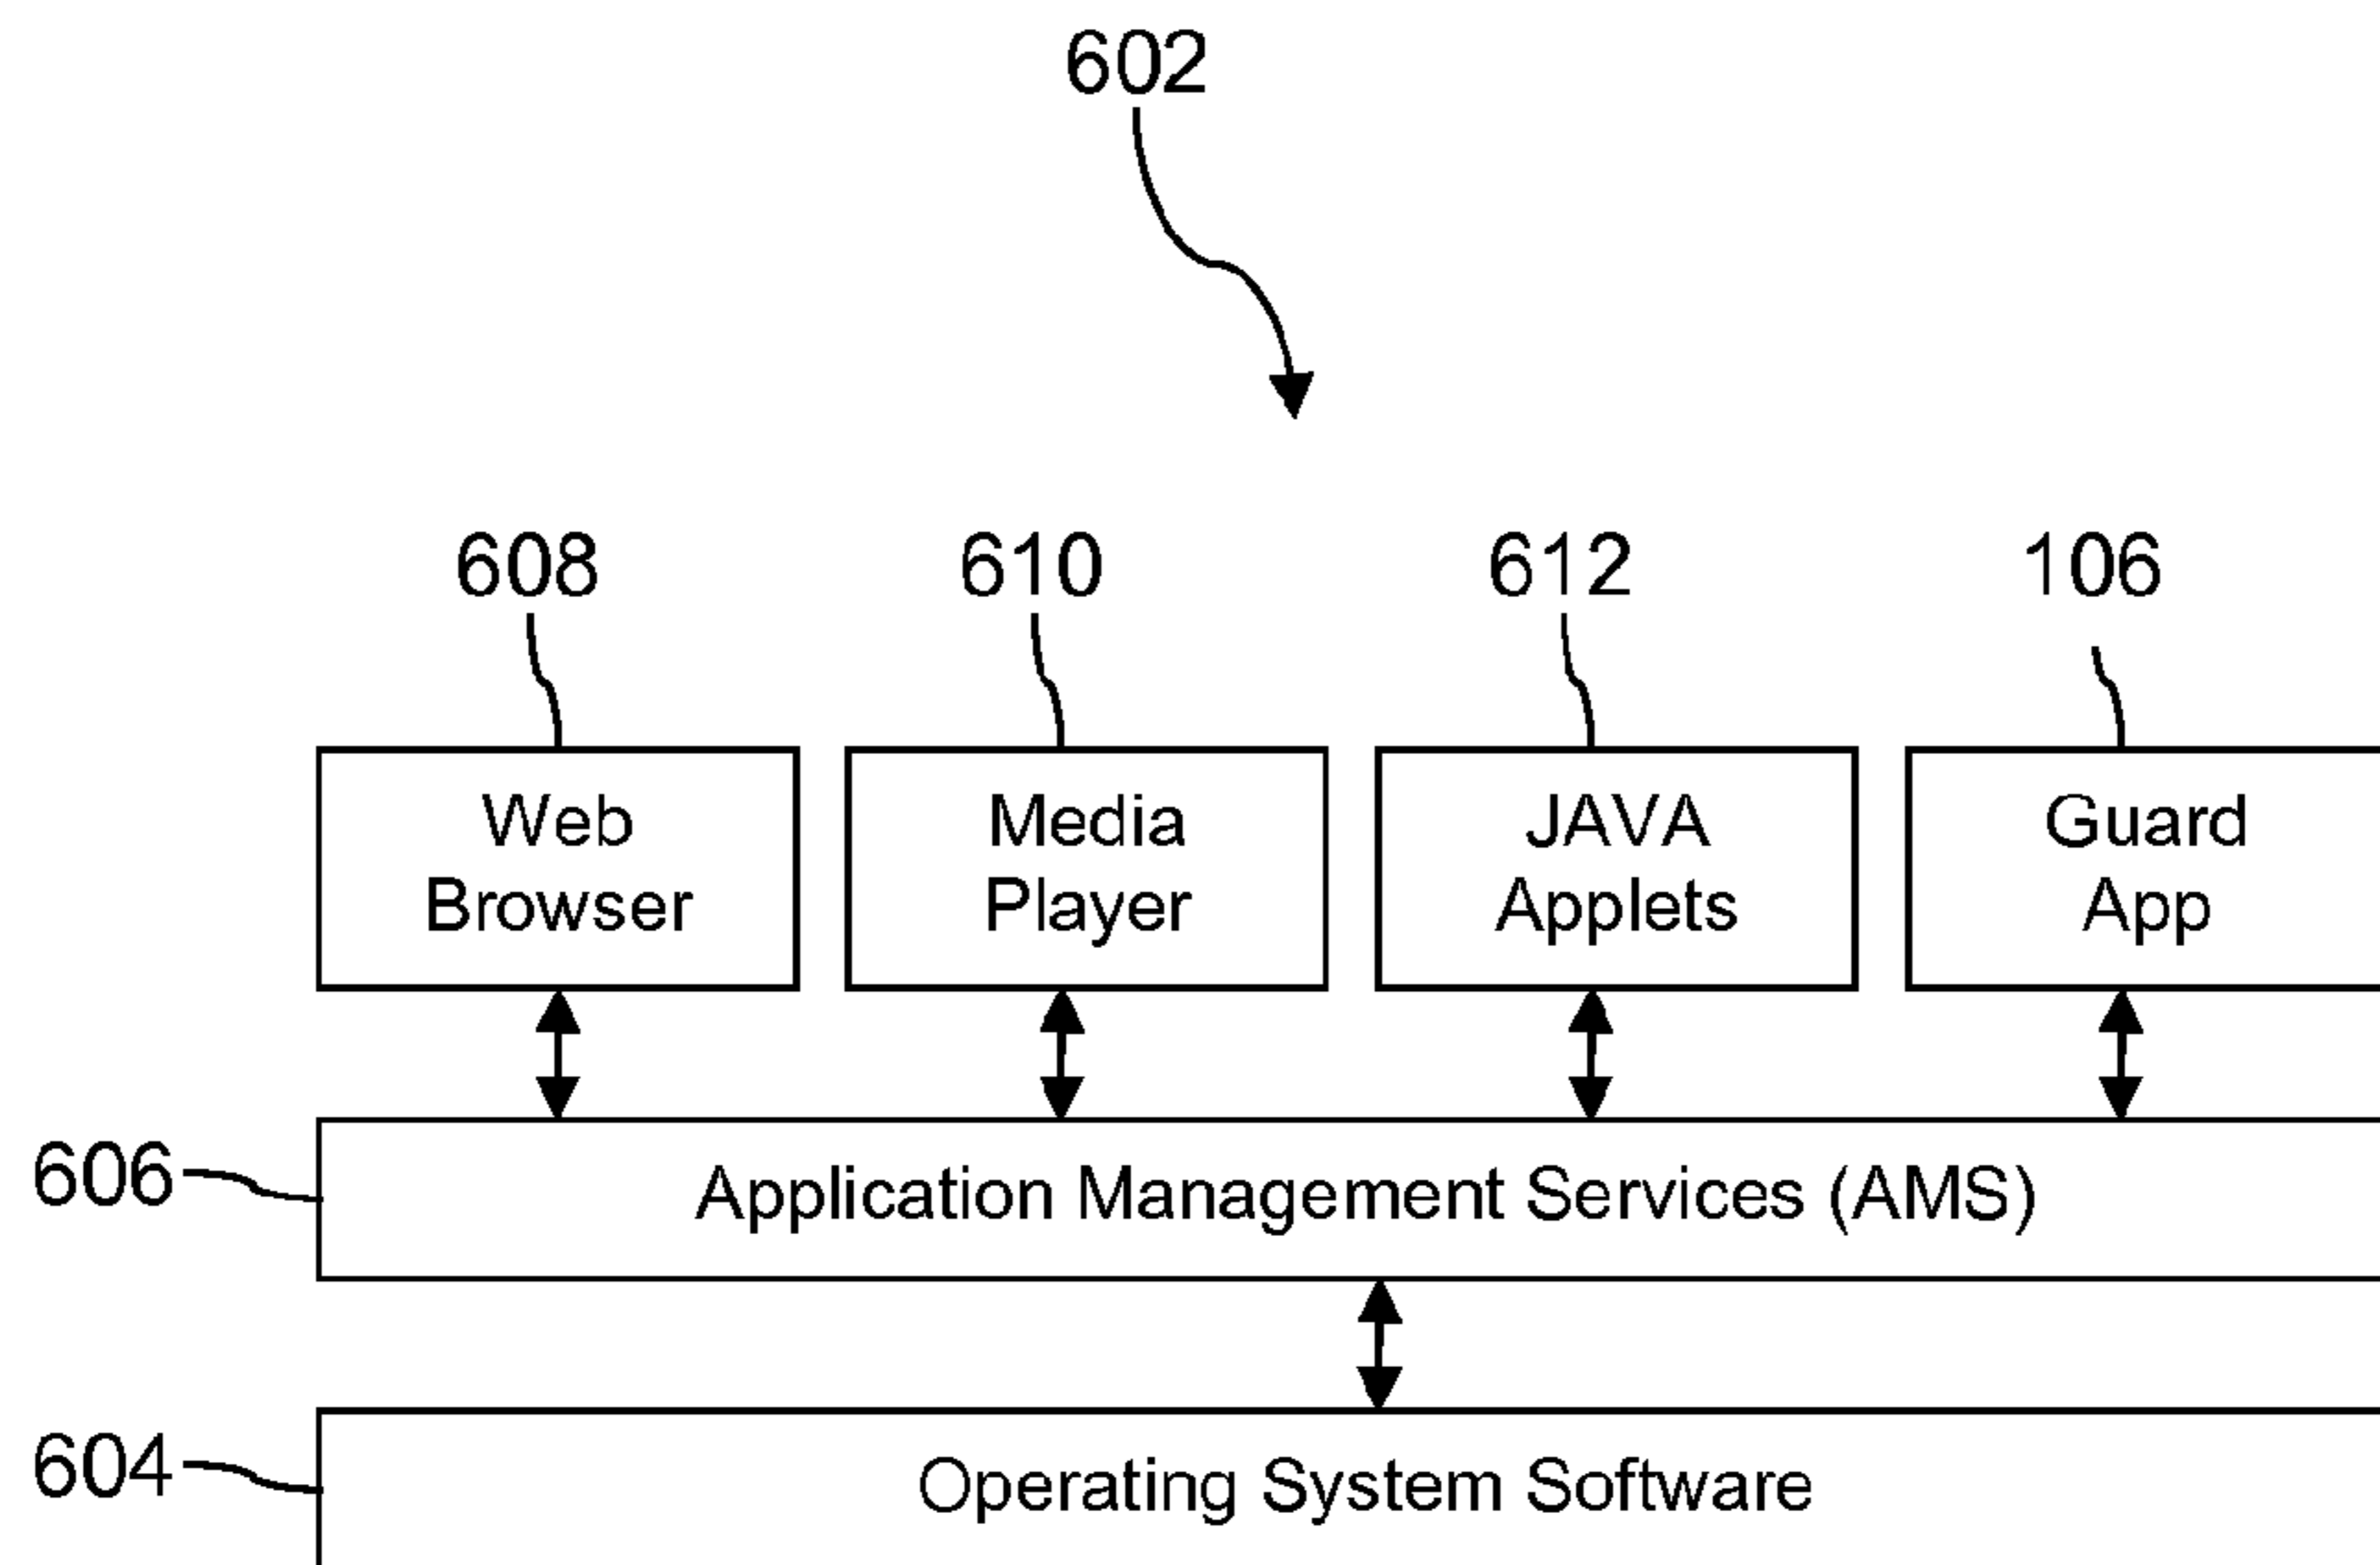 602
608 610 612 106
Web Media JAVA Guard
Browser Player Applets App
606 Application Management Services (AMS)
604 Operating System Software